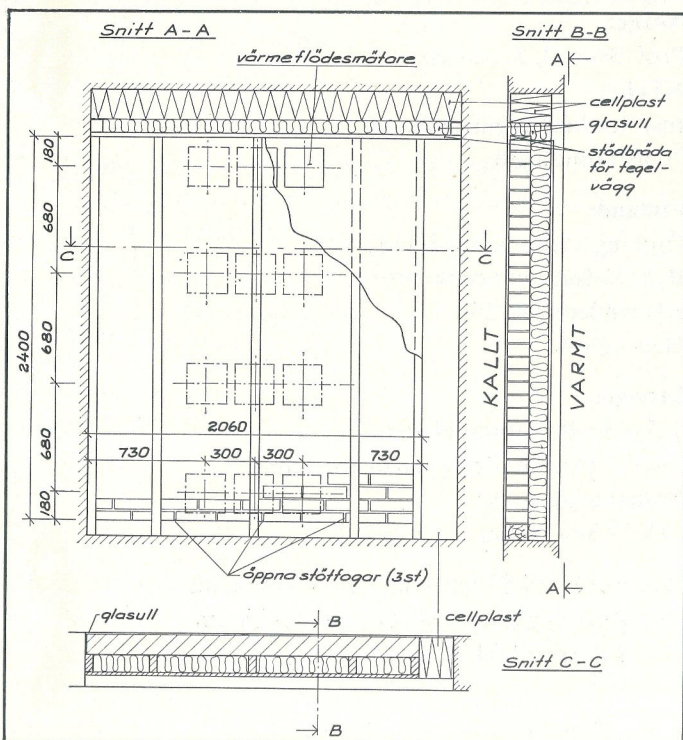 Snitt A-A
Snitt B-B
värmeflödesmätare
A
cellplast
glasull
stödbräda
för tegel-
vägg
180
680
C
C
680
2400
KALLT
VARMT
2060
730
300
300
730
680
180
öppna stötfogar (3st)
A
glasull
B
cellplast
Snitt C-C
B